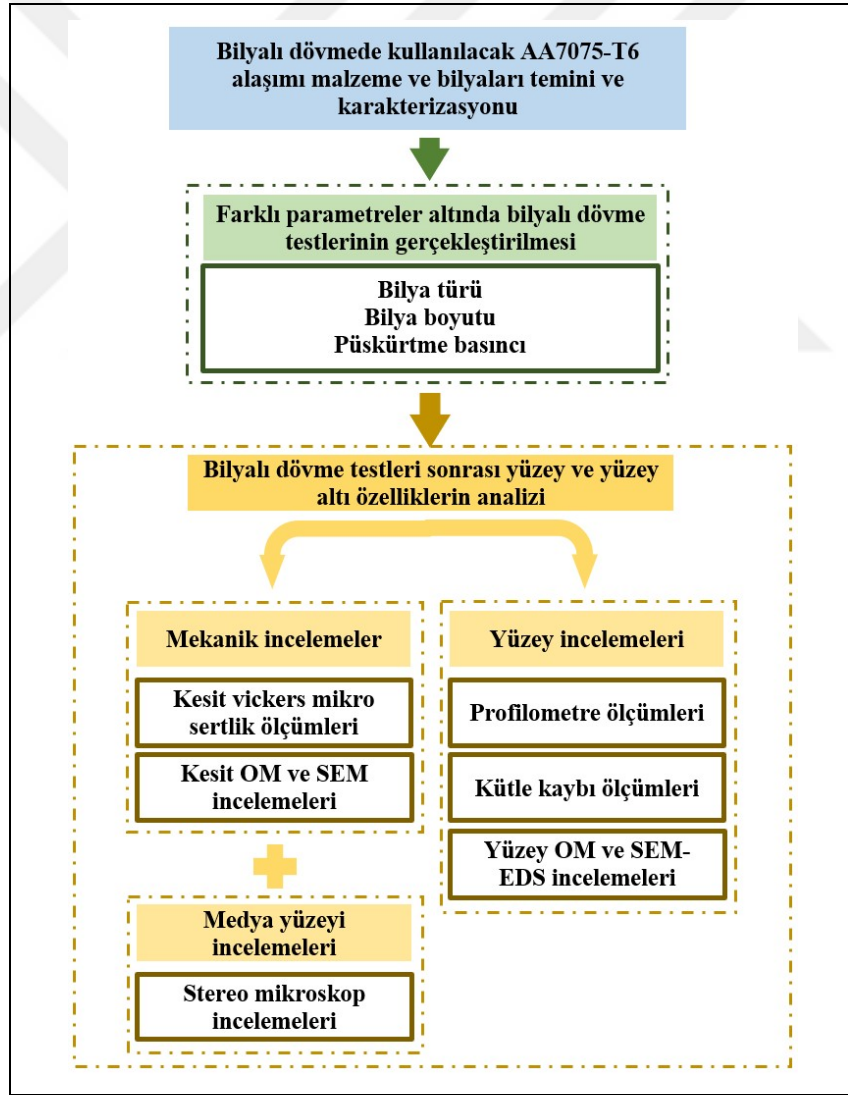 Bilyalı dövmede kullanılacak AA7075-T6
alaşımı malzeme ve bilyaları temini ve
karakterizasyonu
Farklı parametreler altında bilyalı dövme
testlerinin gerçekleştirilmesi
Bilya türü
Bilya boyutu
Püskürtme basıncı
Bilyalı dövme testleri sonrası yüzey ve yüzey
altı özelliklerin analizi
Mekanik incelemeler
Kesit vickers mikro
sertlik ölçümleri
Kesit OM ve SEM
incelemeleri
Medya yüzeyi
incelemeleri
Stereo mikroskop
incelemeleri
Yüzey incelemeleri
Profilometre ölçümleri
Kütle kaybı ölçümleri
Yüzey OM ve SEM-
EDS incelemeleri